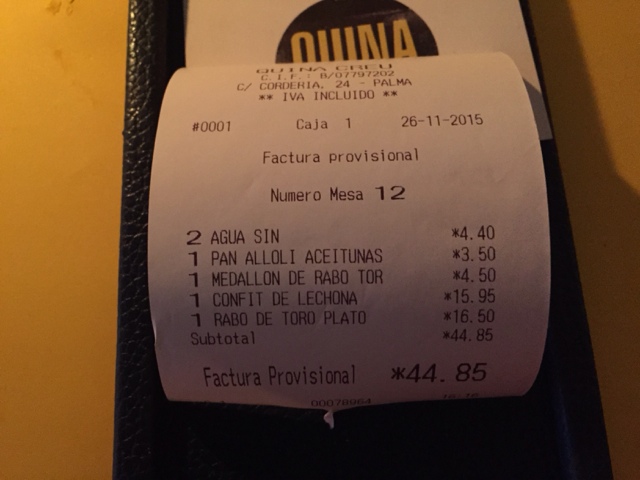 QUINA
QUINA CREU
C.I.F.: B/07797202
C/ CORDERIA, 24 - PALMA
** IVA INCLUIDO **
#0001 Caja 1 26-11-2015
Factura provisional
Numero Mesa 12
2 AGUA SIN *4.40
1 PAN ALLOLI ACEITUNAS *3.50
1 MEDALLON DE RABO TOR *4.50
1 CONFIT DE LECHONA *15.95
1 RABO DE TORO PLATO *16.50
Subtotal *44.85
Factura Provisional *44.85
00078964